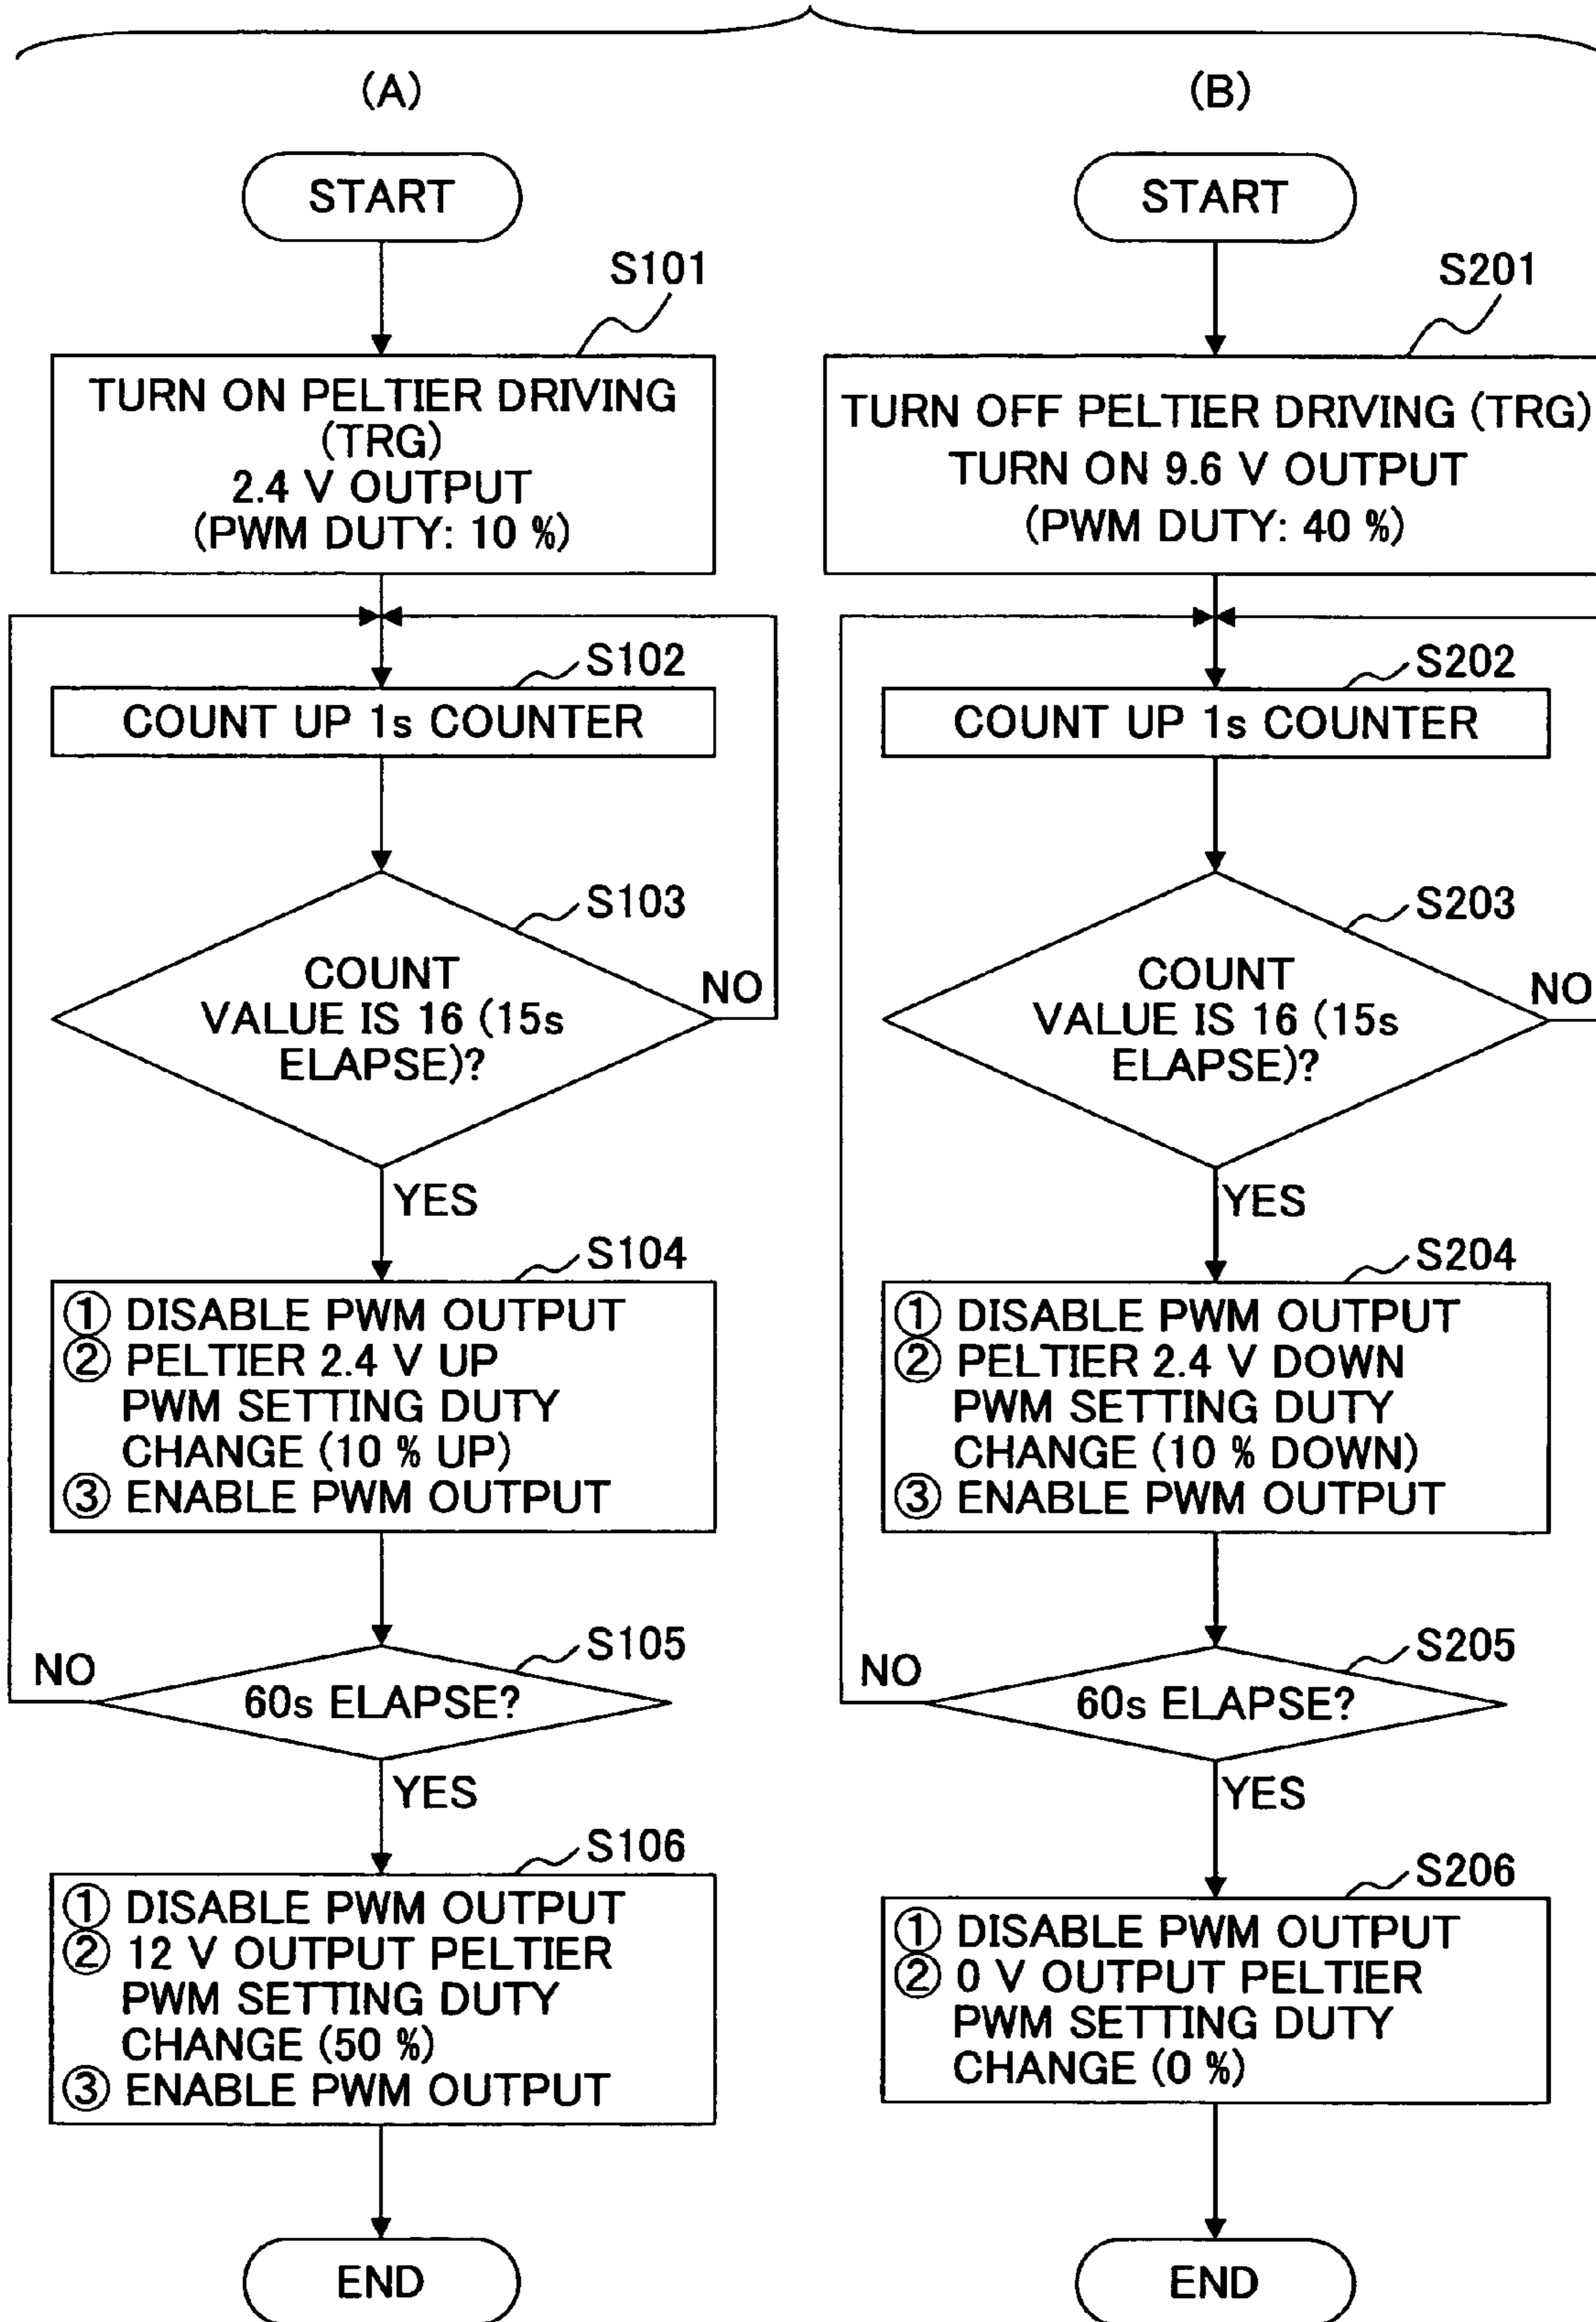 (A)
START
S101
TURN ON PELTIER DRIVING
(TRG)
2.4 V OUTPUT
(PWM DUTY: 10 %)
S102
COUNT UP 1s COUNTER
S103
COUNT
VALUE IS 16 (15s
ELAPSE)?
NO
YES
S104
① DISABLE PWM OUTPUT
② PELTIER 2.4 V UP
PWM SETTING DUTY
CHANGE (10 % UP)
③ ENABLE PWM OUTPUT
S105
NO
60s ELAPSE?
YES
S106
① DISABLE PWM OUTPUT
② 12 V OUTPUT PELTIER
PWM SETTING DUTY
CHANGE (50 %)
③ ENABLE PWM OUTPUT
END
(B)
START
S201
TURN OFF PELTIER DRIVING (TRG)
TURN ON 9.6 V OUTPUT
(PWM DUTY: 40 %)
S202
COUNT UP 1s COUNTER
S203
COUNT
VALUE IS 16 (15s
ELAPSE)?
NO
YES
S204
① DISABLE PWM OUTPUT
② PELTIER 2.4 V DOWN
PWM SETTING DUTY
CHANGE (10 % DOWN)
③ ENABLE PWM OUTPUT
S205
NO
60s ELAPSE?
YES
S206
① DISABLE PWM OUTPUT
② 0 V OUTPUT PELTIER
PWM SETTING DUTY
CHANGE (0 %)
END